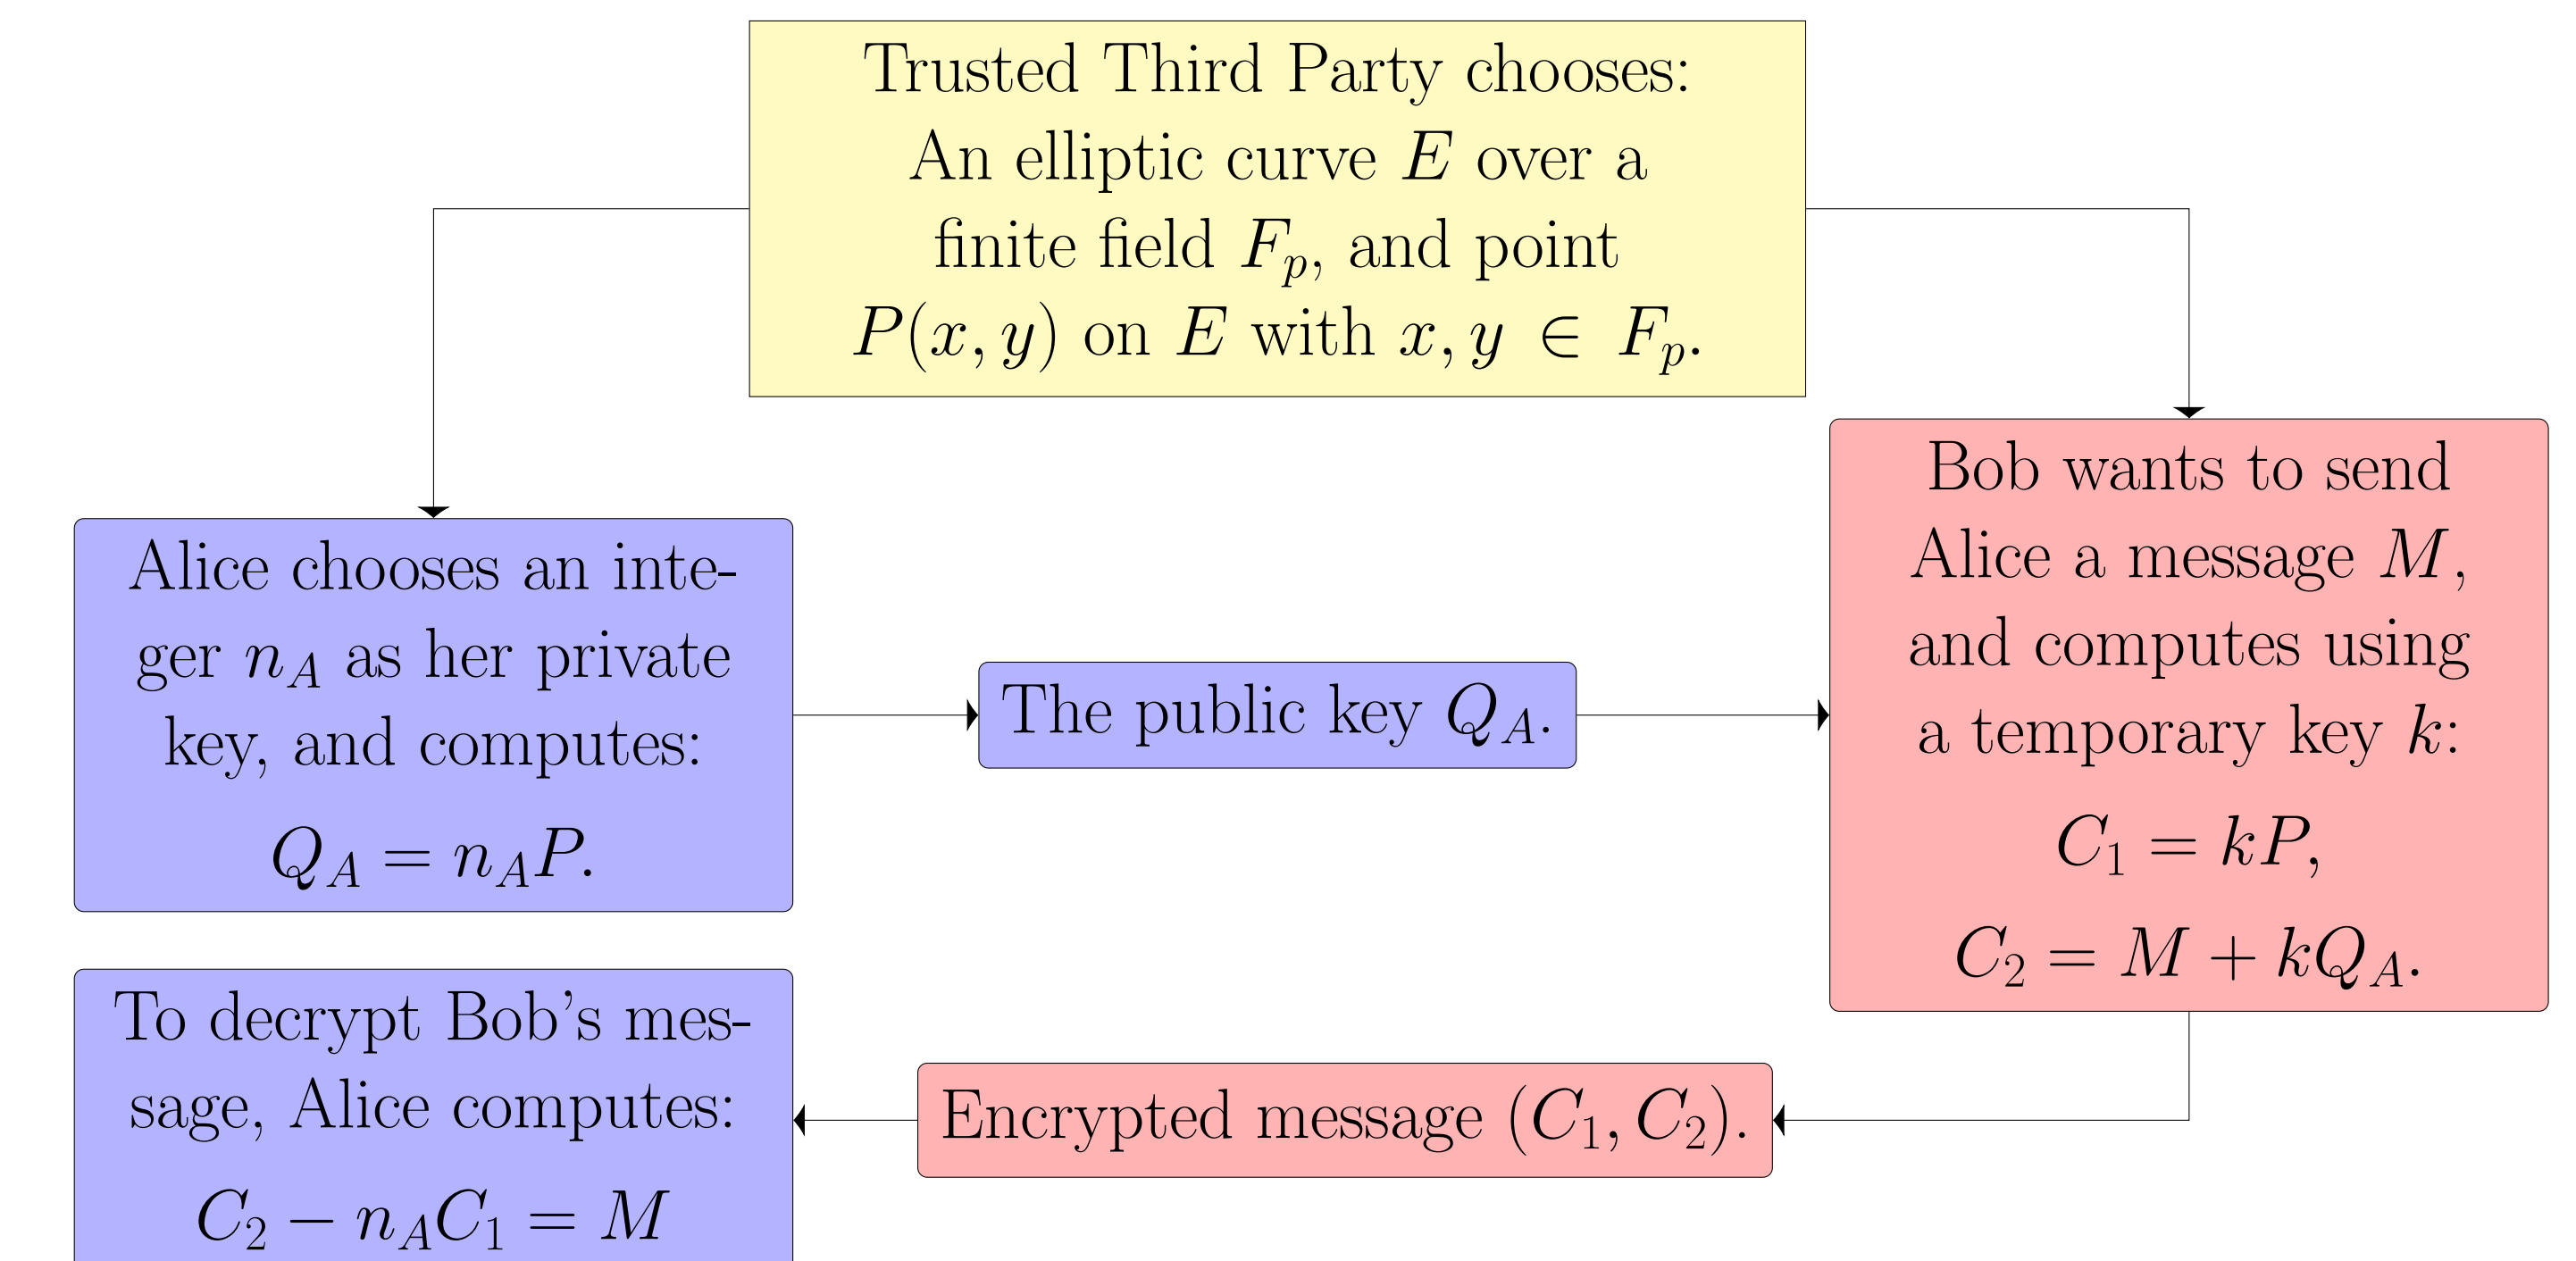 Trusted Third Party chooses:
An elliptic curve E over a
finite field F_p, and point
P(x, y) on E with x, y ∈ F_p.
Alice chooses an inte-
ger n_A as her private
key, and computes:
Q_A = n_A P.
The public key Q_A.
Bob wants to send
Alice a message M,
and computes using
a temporary key k:
C_1 = kP,
C_2 = M + kQ_A.
Encrypted message (C_1, C_2).
To decrypt Bob's mes-
sage, Alice computes:
C_2 − n_A C_1 = M